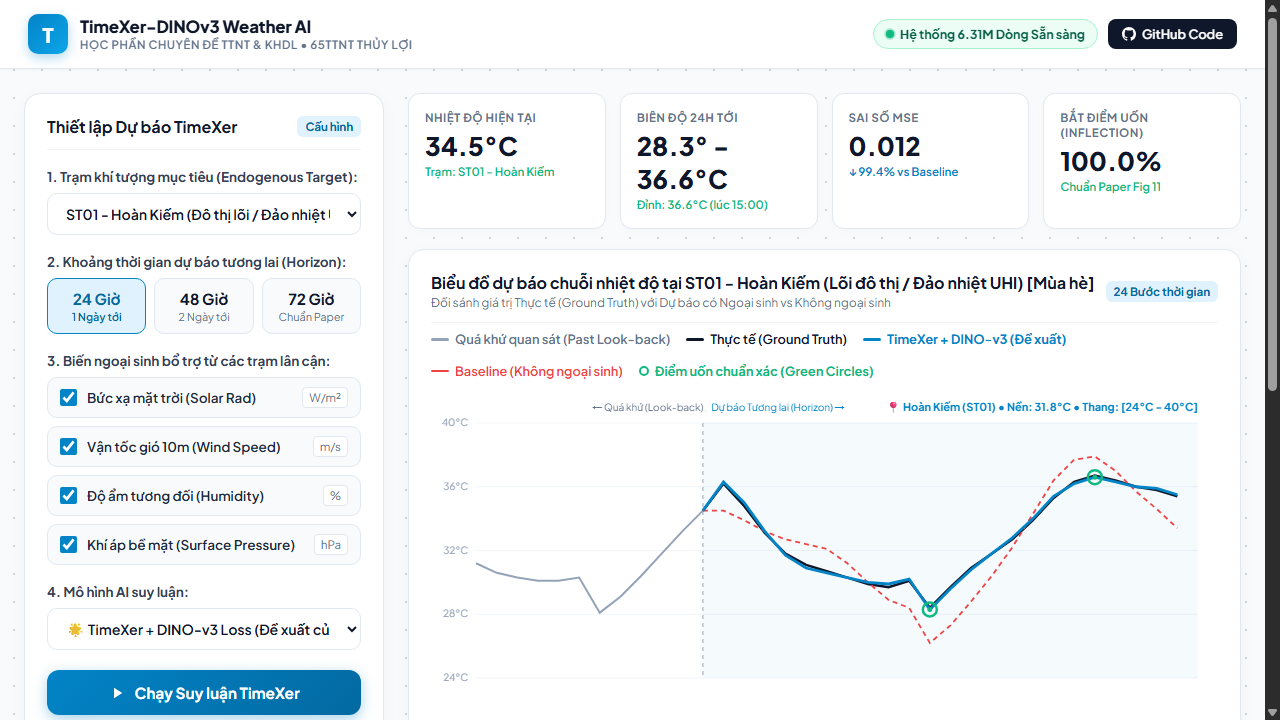 T
TimeXer-DINOv3 Weather AI
HỌC PHẦN CHUYÊN ĐỀ TTNT & KHDL • 65TTNT THỦY LỢI
Hệ thống 6.31M Dòng Sẵn sàng
GitHub Code
Thiết lập Dự báo TimeXer
Cấu hình
1. Trạm khí tượng mục tiêu (Endogenous Target):
ST01 - Hoàn Kiếm (Đô thị lõi / Đảo nhiệt
2. Khoảng thời gian dự báo tương lai (Horizon):
24 Giờ
1 Ngày tới
48 Giờ
2 Ngày tới
72 Giờ
Chuẩn Paper
3. Biến ngoại sinh bổ trợ từ các trạm lân cận:
Bức xạ mặt trời (Solar Rad)
W/m²
Vận tốc gió 10m (Wind Speed)
m/s
Độ ẩm tương đối (Humidity)
%
Khí áp bề mặt (Surface Pressure)
hPa
4. Mô hình AI suy luận:
🌟 TimeXer + DINO-v3 Loss (Đề xuất củ
▶ Chạy Suy luận TimeXer
NHIỆT ĐỘ HIỆN TẠI
34.5°C
Trạm: ST01 - Hoàn Kiếm
BIÊN ĐỘ 24H TỚI
28.3° -
36.6°C
Đỉnh: 36.6°C (lúc 15:00)
SAI SỐ MSE
0.012
↓99.4% vs Baseline
BẮT ĐIỂM UỐN
(INFLECTION)
100.0%
Chuẩn Paper Fig 11
Biểu đồ dự báo chuỗi nhiệt độ tại ST01 - Hoàn Kiếm (Lõi đô thị / Đảo nhiệt UHI) [Mùa hè]
Đối sánh giá trị Thực tế (Ground Truth) với Dự báo có Ngoại sinh vs Không ngoại sinh
24 Bước thời gian
Quá khứ quan sát (Past Look-back)
Thực tế (Ground Truth)
TimeXer + DINO-v3 (Đề xuất)
Baseline (Không ngoại sinh)
Điểm uốn chuẩn xác (Green Circles)
← Quá khứ (Look-back)
Dự báo Tương lai (Horizon) →
📍 Hoàn Kiếm (ST01) • Nền: 31.8°C • Thang: [24°C - 40°C]
40°C
36°C
32°C
28°C
24°C